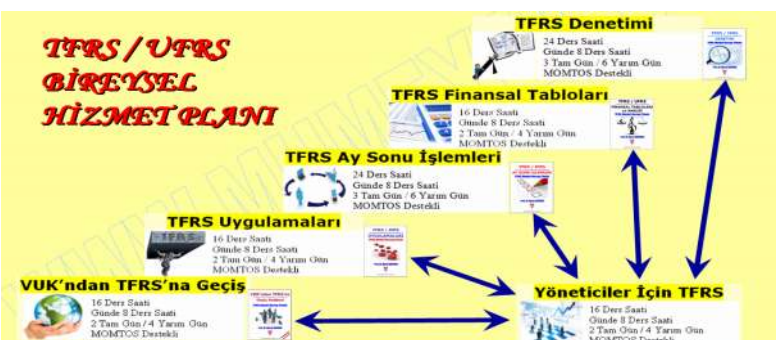 TFRS / UFRS
BİREYSEL
HİZMET PLANI
TFRS Denetimi
24 Ders Saati
Günde 8 Ders Saati
3 Tam Gün / 6 Yarım Gün
MOMTOS Destekli
TFRS Finansal Tabloları
16 Ders Saati
Günde 8 Ders Saati
2 Tam Gün / 4 Yarım Gün
MOMTOS Destekli
TFRS Ay Sonu İşlemleri
24 Ders Saati
Günde 8 Ders Saati
3 Tam Gün / 6 Yarım Gün
MOMTOS Destekli
TFRS Uygulamaları
TFRS
16 Ders Saati
Günde 8 Ders Saati
2 Tam Gün / 4 Yarım Gün
MOMTOS Destekli
VUK'ndan TFRS'na Geçiş
16 Ders Saati
Günde 8 Ders Saati
2 Tam Gün / 4 Yarım Gün
MOMTOS Destekli
Yöneticiler İçin TFRS
16 Ders Saati
Günde 8 Ders Saati
2 Tam Gün / 4 Yarım Gün
MOMTOS Destekli